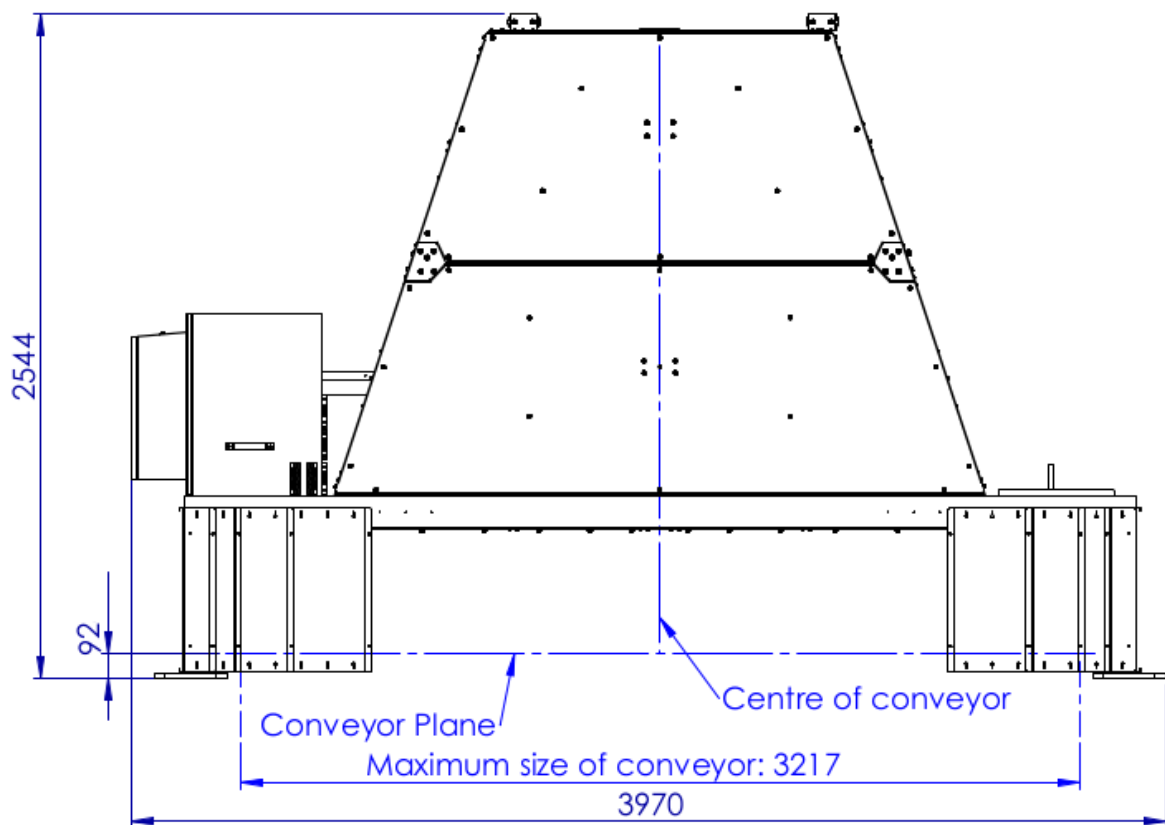 2544
92
Centre of conveyor
Conveyor Plane
Maximum size of conveyor: 3217
3970